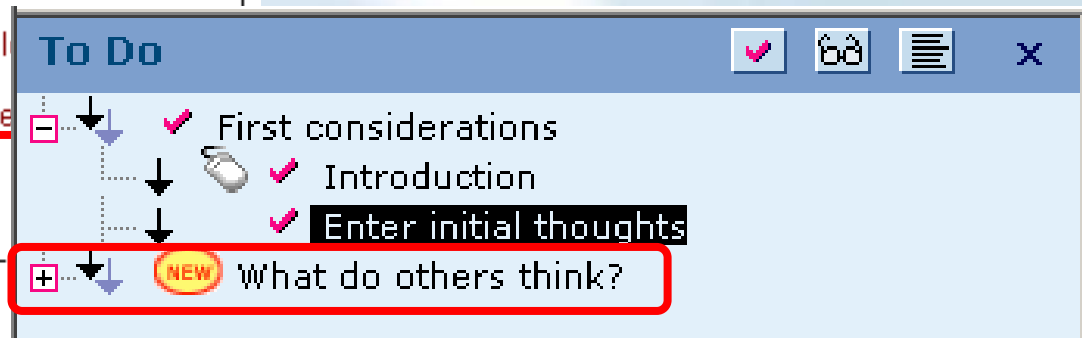 To Do
First considerations
Introduction
Enter initial thoughts
NEW What do others think?